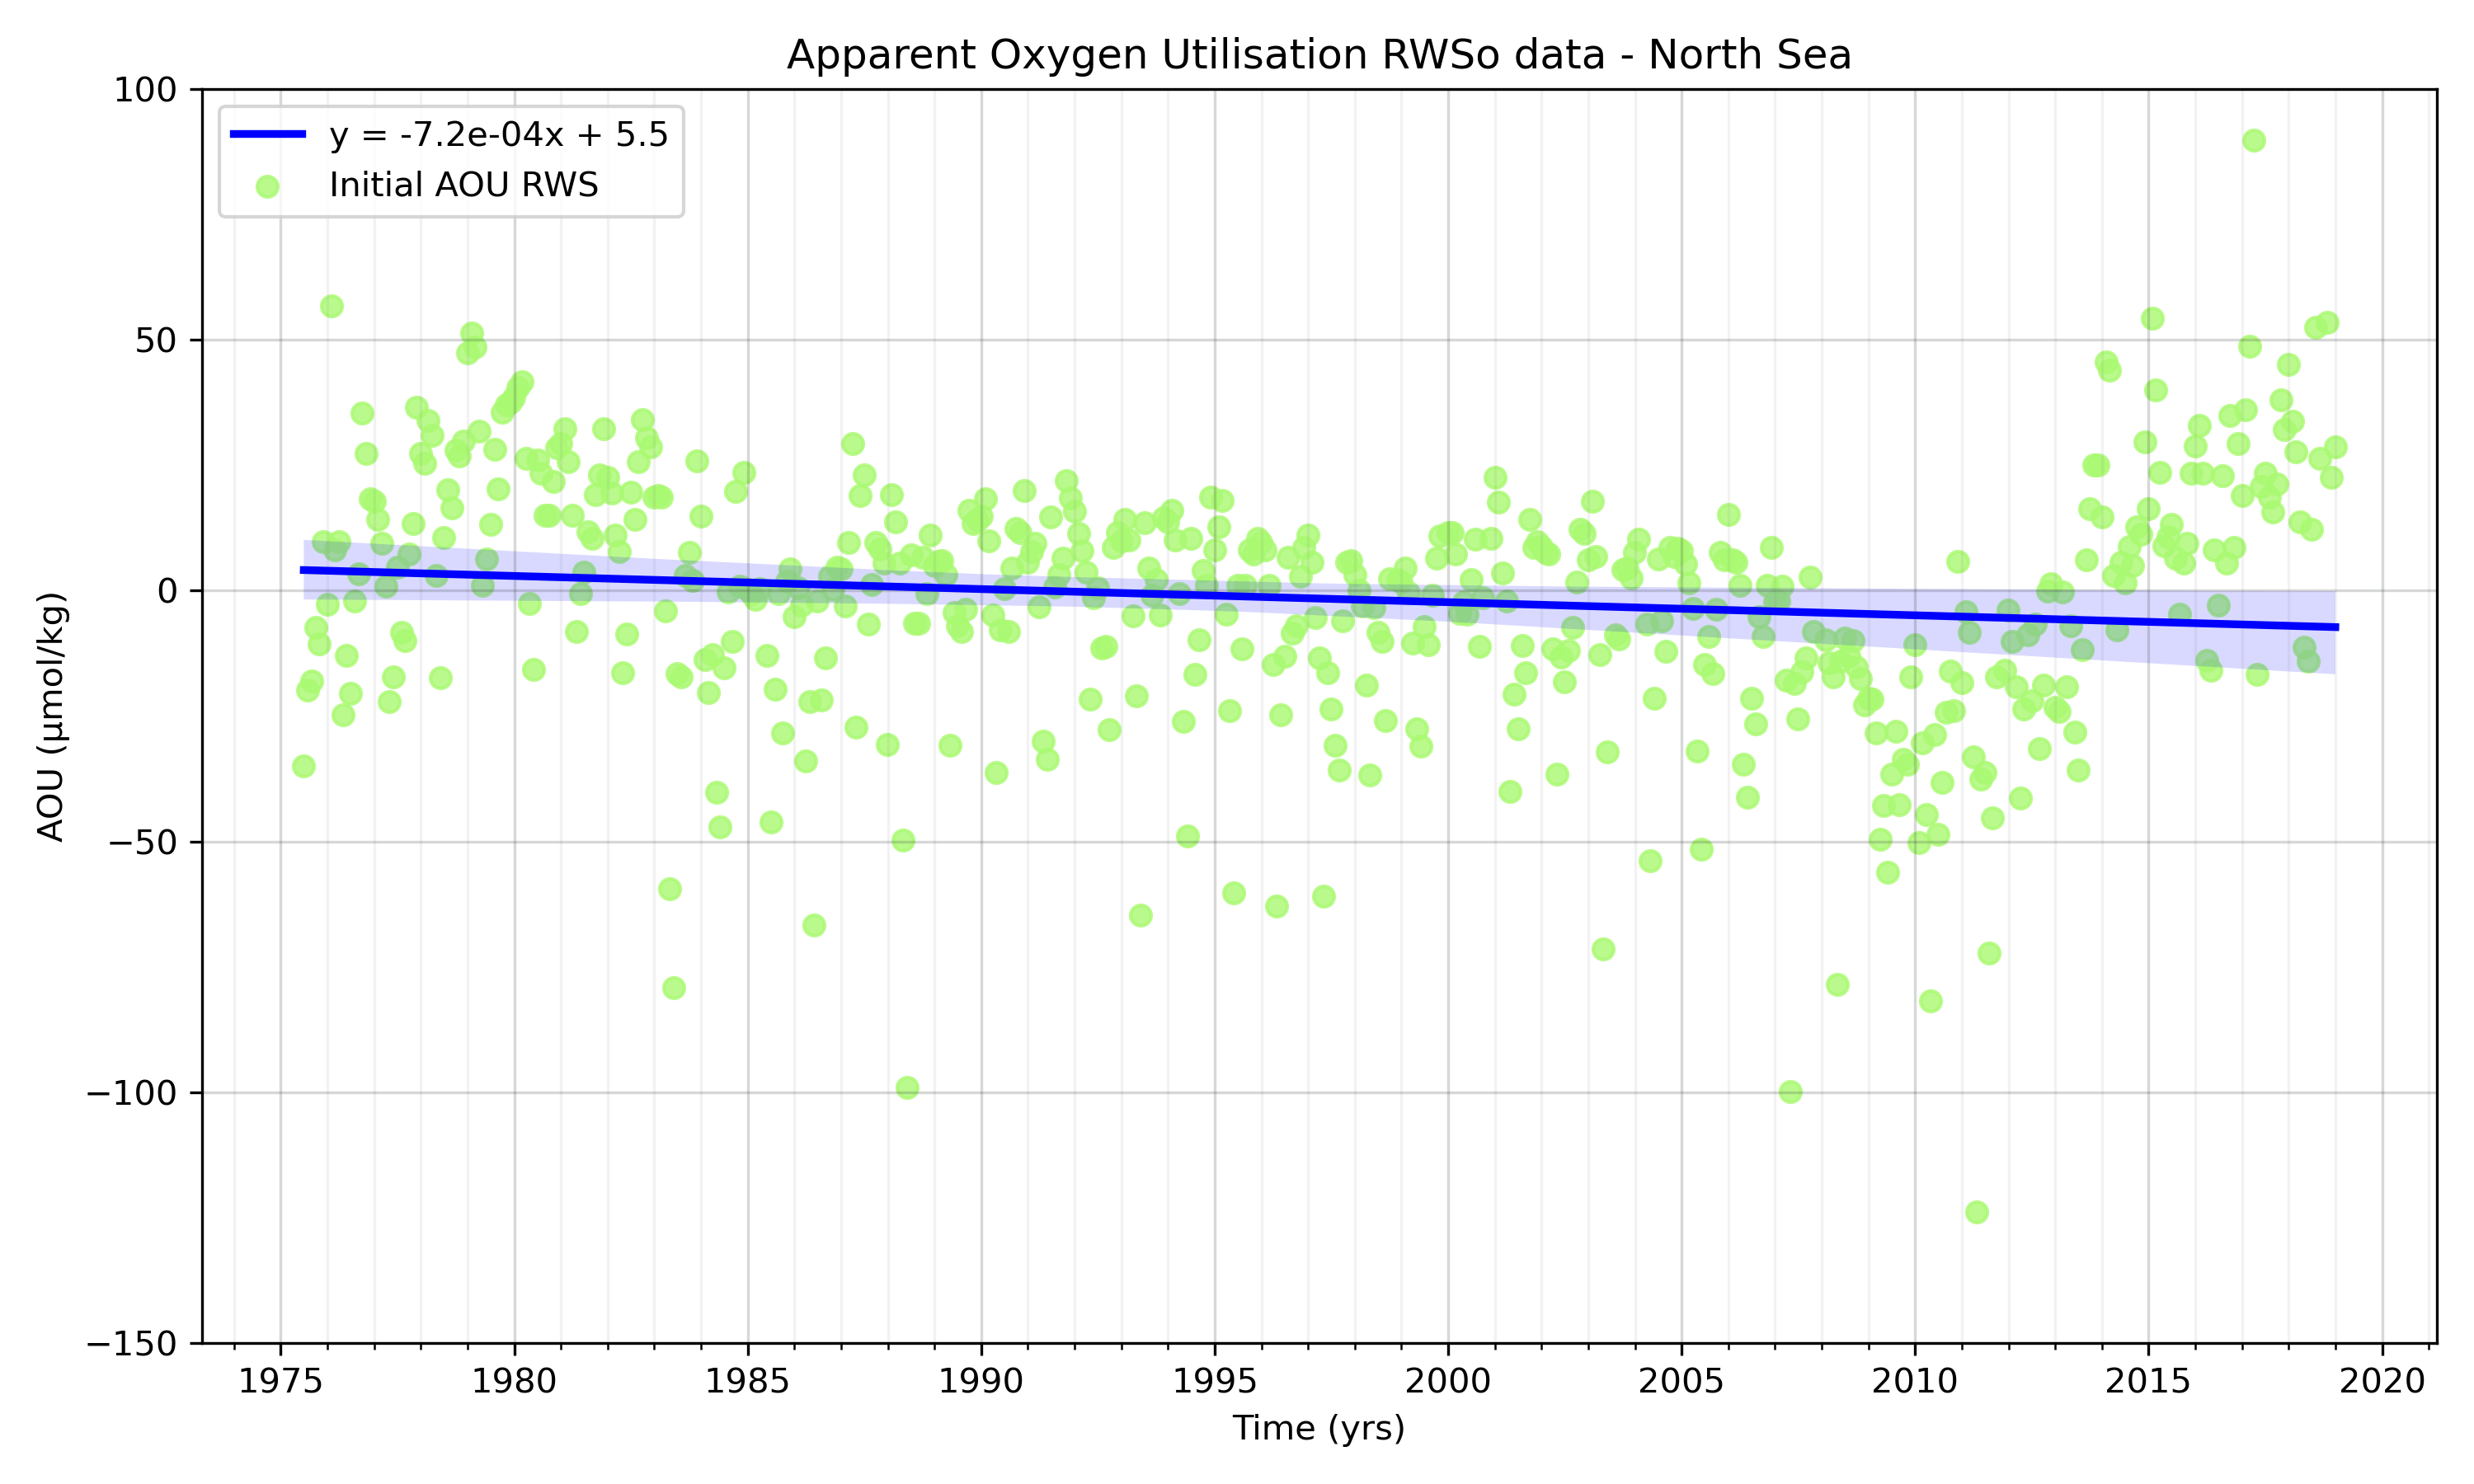 Apparent Oxygen Utilisation RWSo data - North Sea
100
50
0
−50
−100
−150
AOU (μmol/kg)
y = -7.2e-04x + 5.5
Initial AOU RWS
1975 1980 1985 1990 1995 2000 2005 2010 2015 2020
Time (yrs)